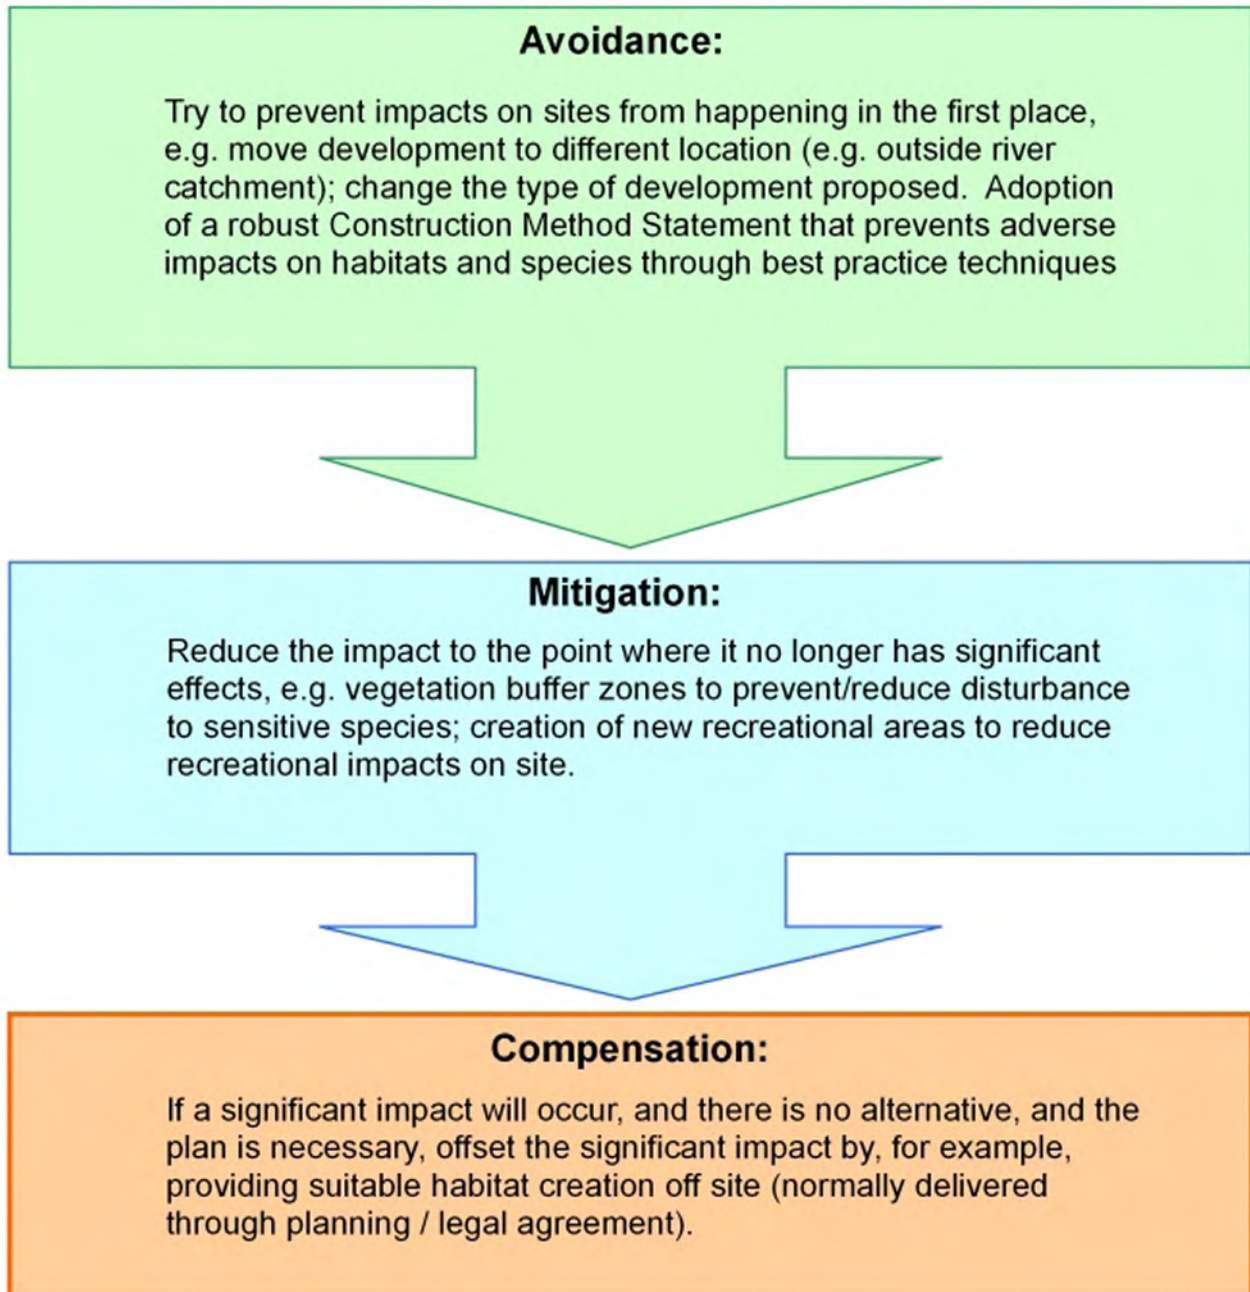 Avoidance:
Try to prevent impacts on sites from happening in the first place,
e.g. move development to different location (e.g. outside river
catchment); change the type of development proposed.  Adoption
of a robust Construction Method Statement that prevents adverse
impacts on habitats and species through best practice techniques
Mitigation:
Reduce the impact to the point where it no longer has significant
effects, e.g. vegetation buffer zones to prevent/reduce disturbance
to sensitive species; creation of new recreational areas to reduce
recreational impacts on site.
Compensation:
If a significant impact will occur, and there is no alternative, and the
plan is necessary, offset the significant impact by, for example,
providing suitable habitat creation off site (normally delivered
through planning / legal agreement).